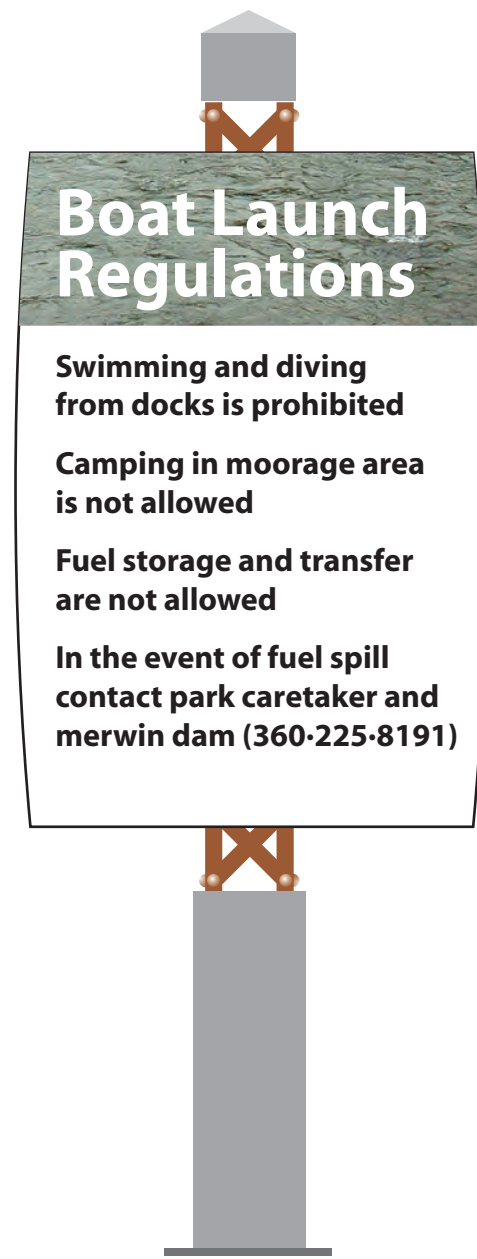 Boat Launch
Regulations
Swimming and diving
from docks is prohibited
Camping in moorage area
is not allowed
Fuel storage and transfer
are not allowed
In the event of fuel spill
contact park caretaker and
merwin dam (360·225·8191)